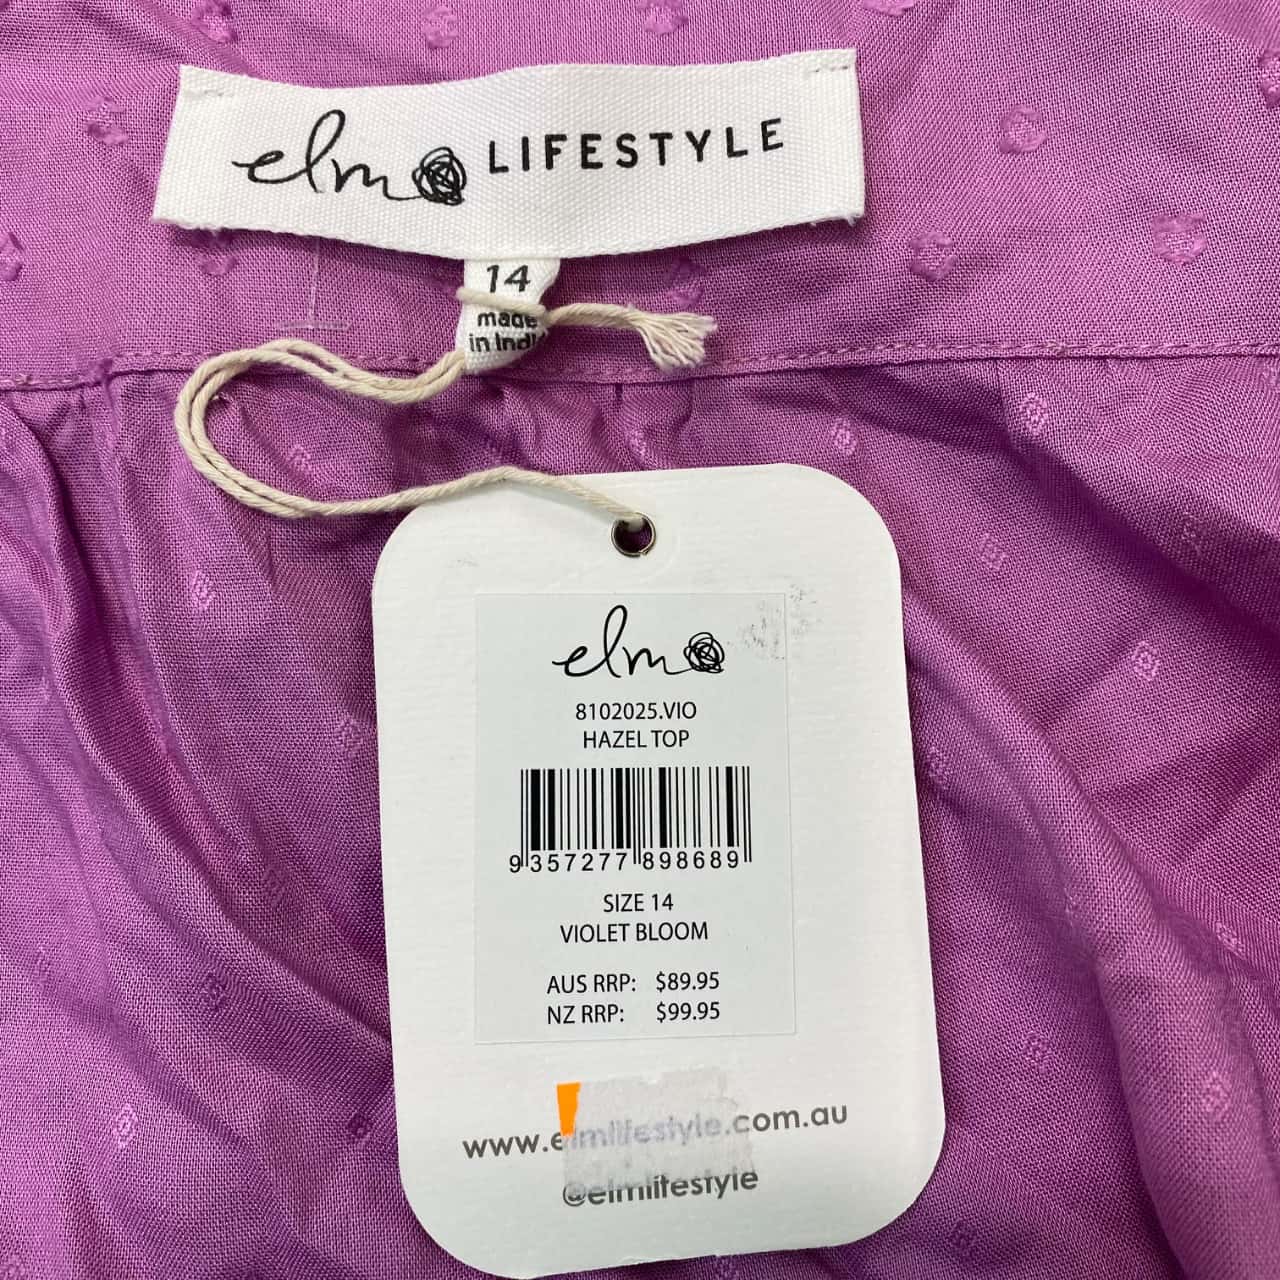 elm LIFESTYLE
14
made
in Indi
elm
8102025.VIO
HAZEL TOP
9 357277 898689
SIZE 14
VIOLET BLOOM
AUS RRP: $89.95
NZ RRP: $99.95
www.elmlifestyle.com.au
@elmlifestyle